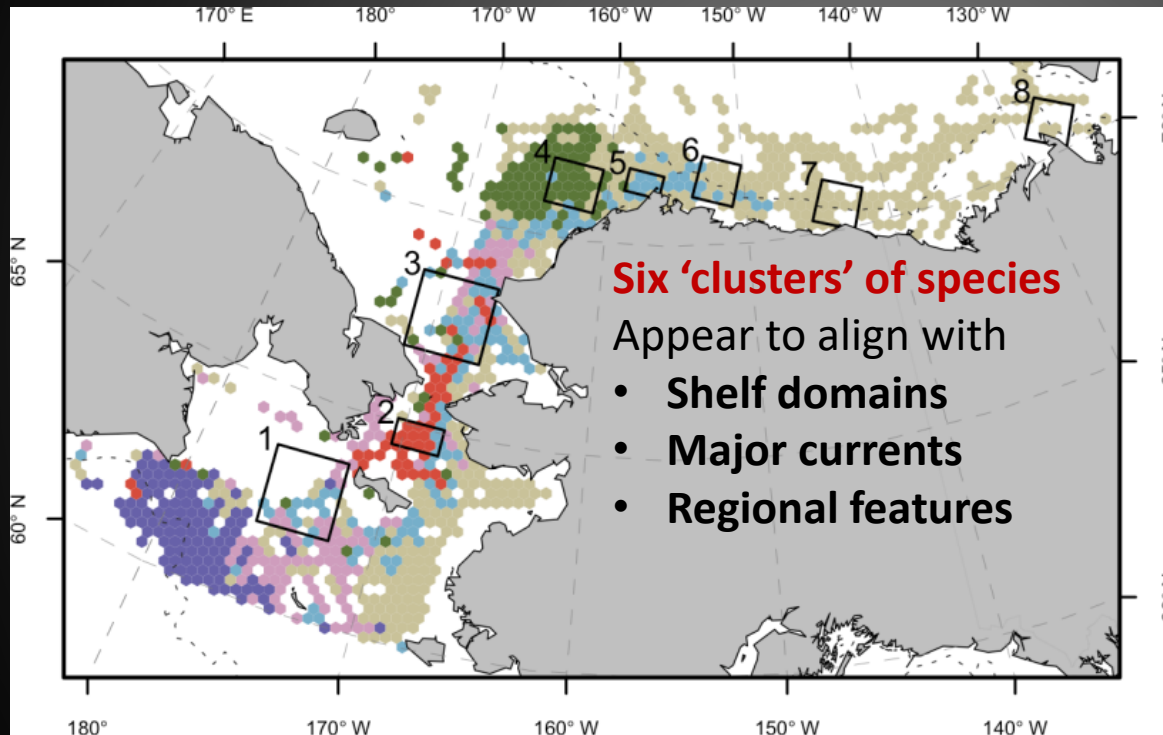 170° E 180° 170° W 160° W 150° W 140° W 130° W
8
4 5 6 7
3
65° N
Six ‘clusters’ of species
Appear to align with
• Shelf domains
• Major currents
• Regional features
2
1
60° N
180° 170° W 160° W 150° W 140° W